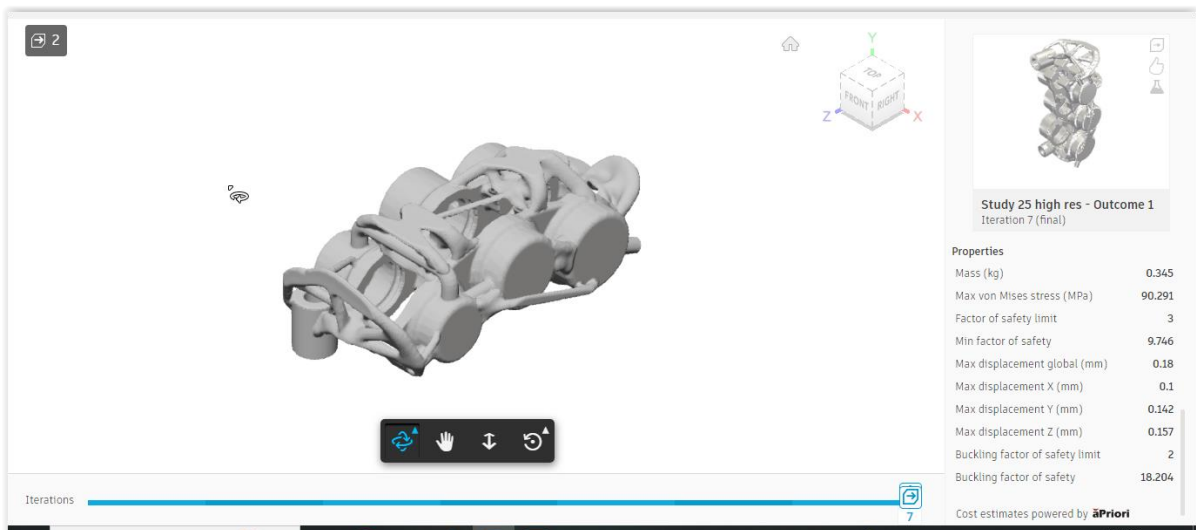 2
Y
TOP
FRONT
RIGHT
Z
X
Study 25 high res - Outcome 1
Iteration 7 (final)
Properties
Mass (kg) 0.345
Max von Mises stress (MPa) 90.291
Factor of safety limit 3
Min factor of safety 9.746
Max displacement global (mm) 0.18
Max displacement X (mm) 0.1
Max displacement Y (mm) 0.142
Max displacement Z (mm) 0.157
Buckling factor of safety limit 2
Buckling factor of safety 18.204
Cost estimates powered by aPriori
Iterations
7